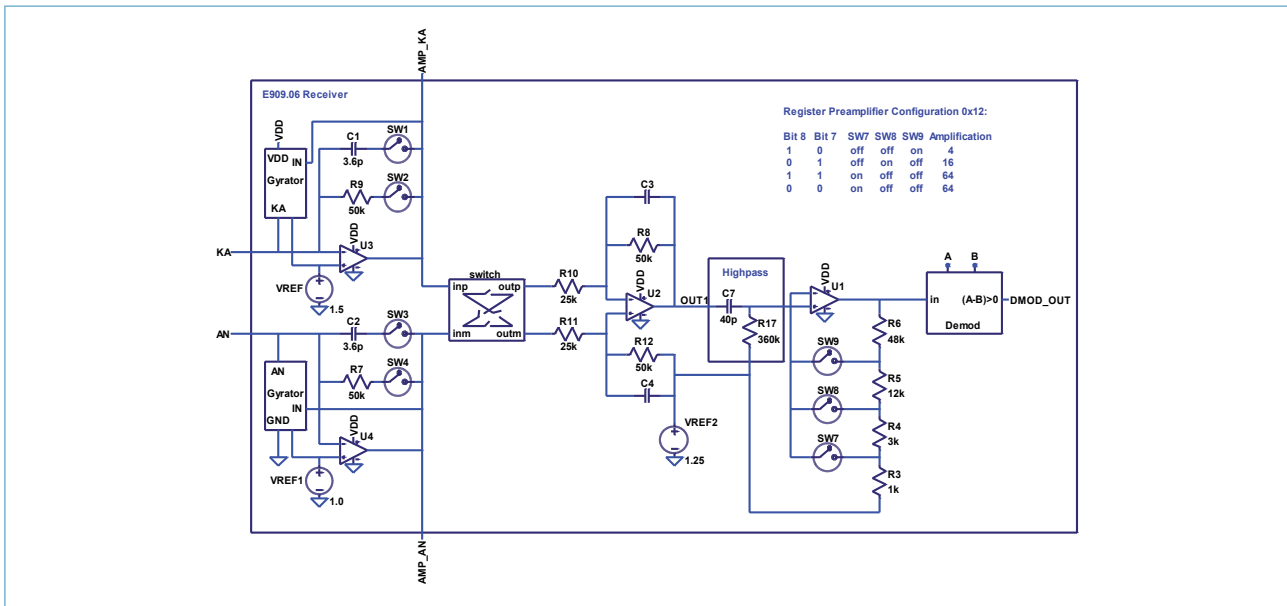 AMP_KA
E909.06 Receiver
Register Preamplifier Configuration 0x12:
Bit 8 Bit 7 SW7 SW8 SW9 Amplification
1 0 off off on 4
0 1 off on off 16
1 1 on off off 64
0 0 on off off 64
VDD
VDD IN
Gyrator
KA
C1
3.6p
SW1
R9
50k
SW2
KA
VDD
U3
VREF
1.5
switch
inp outp
inm outm
R10
25k
R11
25k
C3
R8
50k
VDD
U2
OUT1
R12
50k
C4
VREF2
1.25
Highpass
C7
40p
R17
360k
VDD
U1
SW9
SW8
SW7
R6
48k
R5
12k
R4
3k
R3
1k
A B
in (A-B)>0
Demod
DMOD_OUT
AN
C2
3.6p
SW3
R7
50k
SW4
AN
Gyrator
IN
GND
VDD
U4
VREF1
1.0
AMP_AN